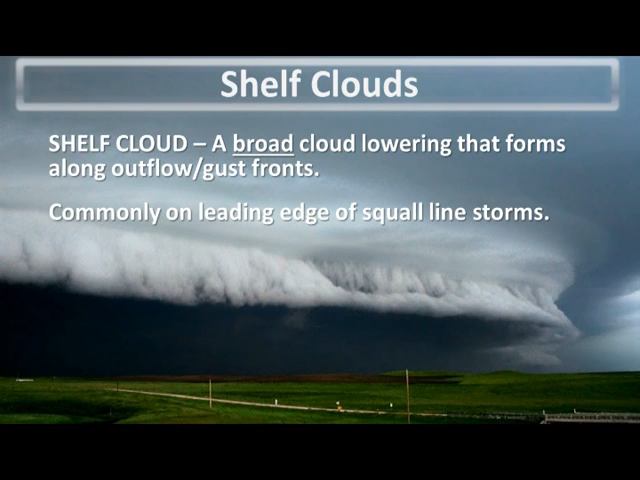 Shelf Clouds
SHELF CLOUD – A broad cloud lowering that forms
along outflow/gust fronts.
Commonly on leading edge of squall line storms.